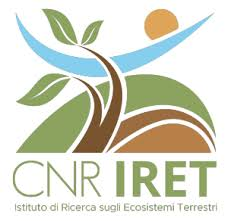 CNR IRET
Istituto di Ricerca sugli Ecosistemi Terrestri